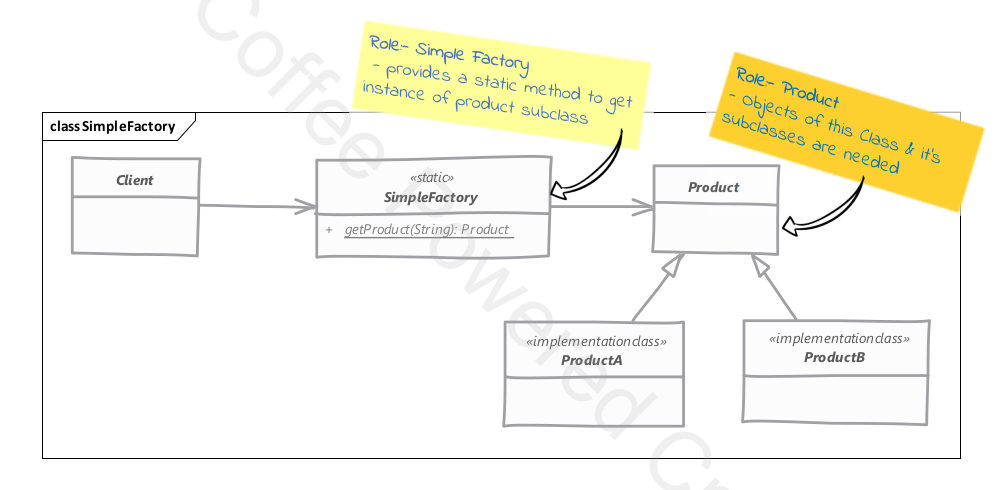 Role:- Simple Factory
- provides a static method to get
instance of product subclass
Role:- Product
- Objects of this Class & it's
subclasses are needed
class SimpleFactory
Client
«static»
SimpleFactory
+ getProduct(String): Product
Product
«implementationclass»
ProductA
«implementationclass»
ProductB
Coffee Powered Cr